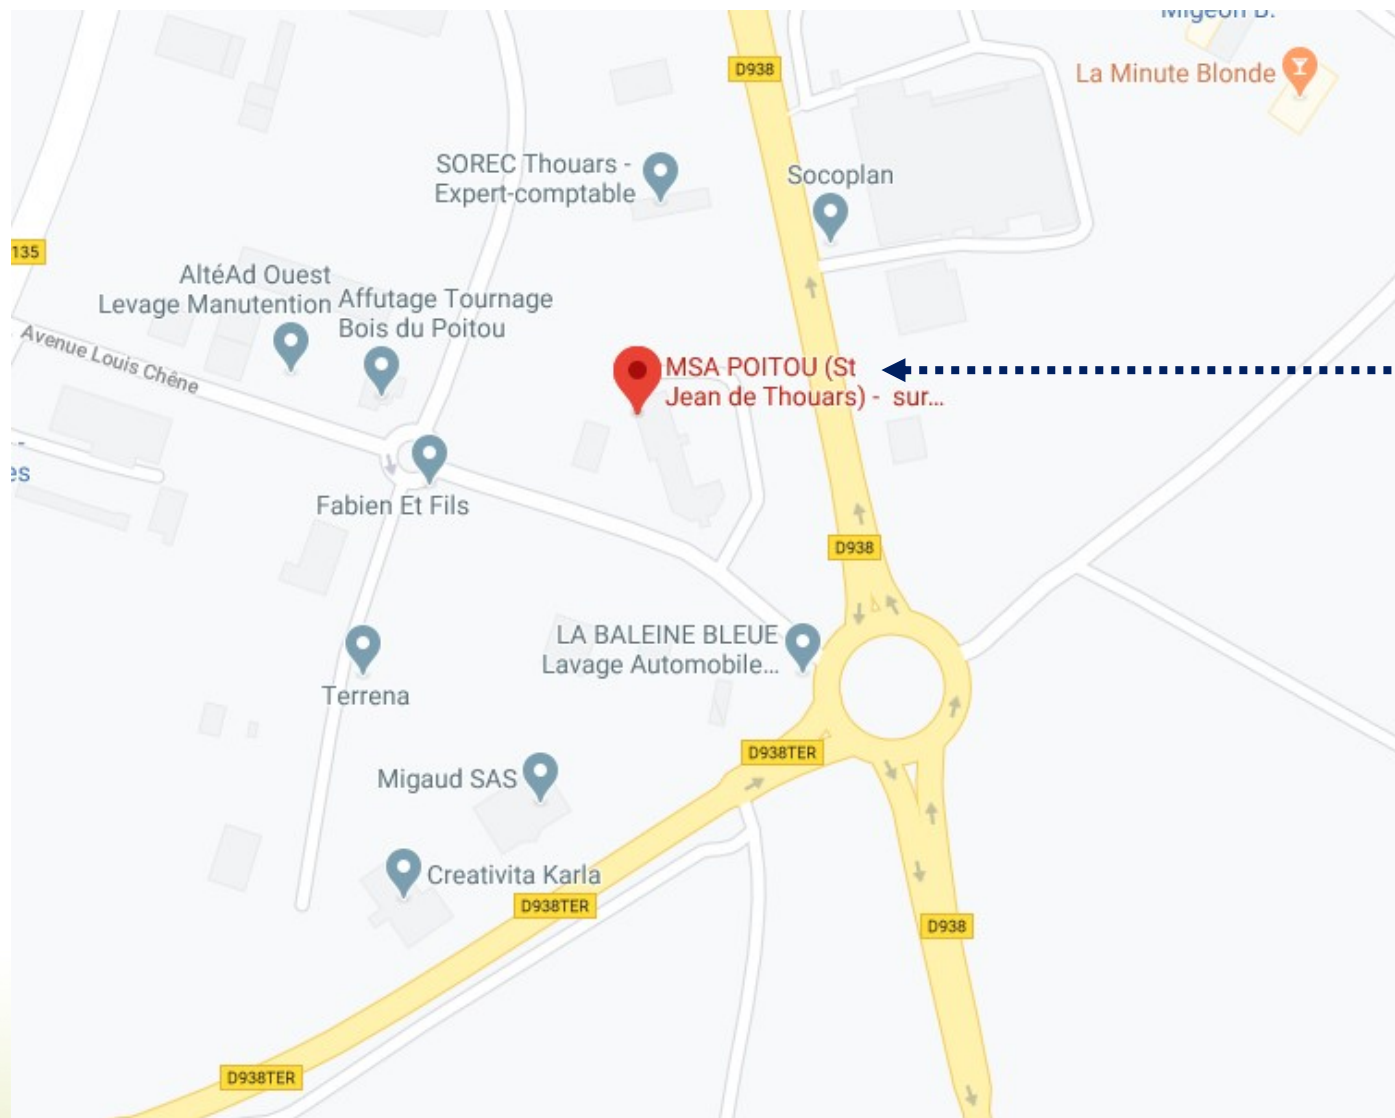 Migeon B.
D938
La Minute Blonde
SOREC Thouars -
Expert-comptable
Socoplan
135
AltéAd Ouest
Levage Manutention
Affutage Tournage
Bois du Poitou
Avenue Louis Chêne
MSA POITOU (St
Jean de Thouars) - sur...
es
Fabien Et Fils
D938
LA BALEINE BLEUE
Lavage Automobile...
Terrena
D938TER
Migaud SAS
Creativita Karla
D938TER
D938
D938TER